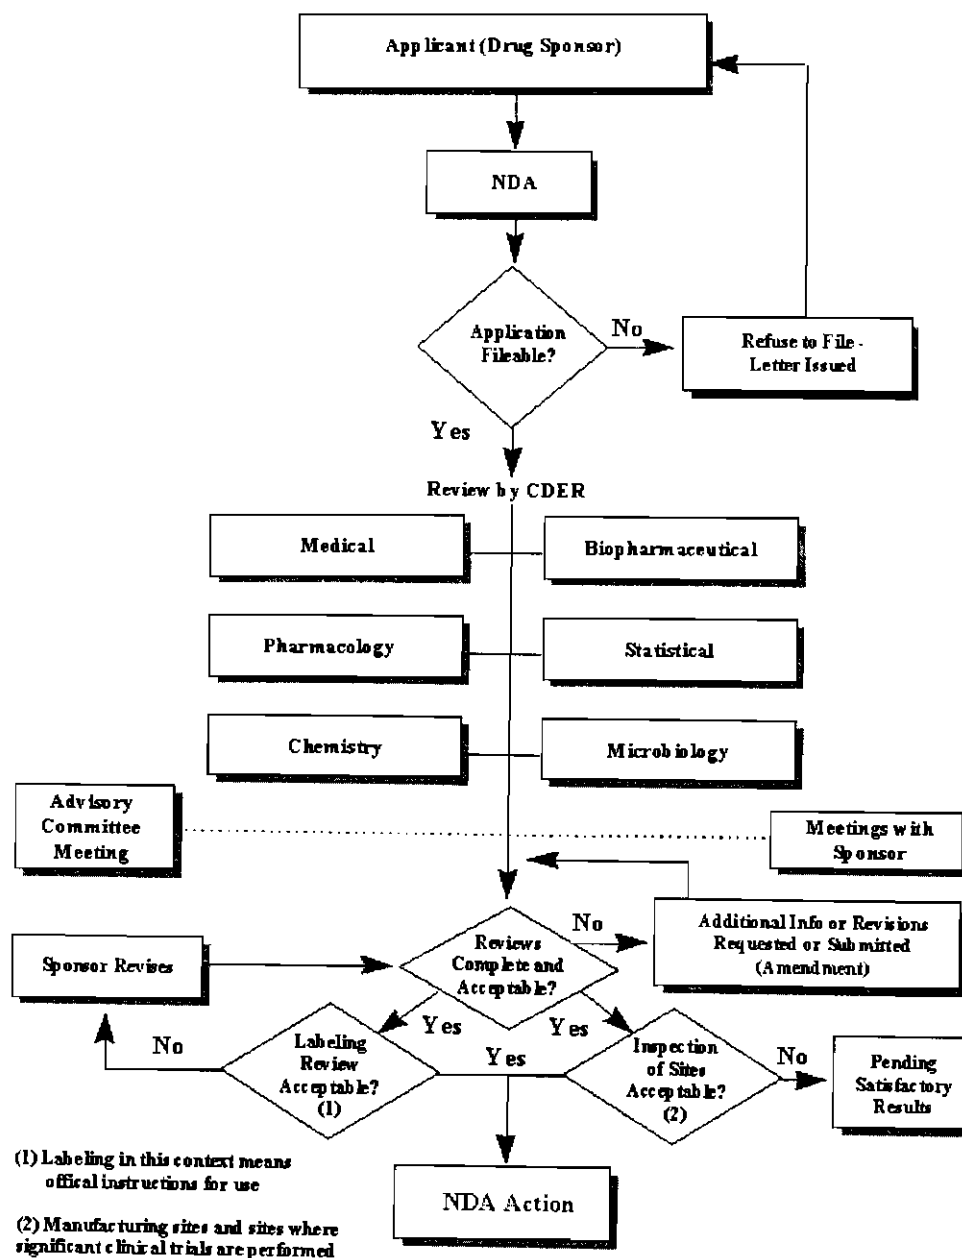 Applicant (Drug Sponsor)
NDA
Application
Fileable?
No
Refuse to File -
Letter Issued
Yes
Review by CDER
Medical
Biopharmaceutical
Pharmacology
Statistical
Chemistry
Microbiology
Advisory
Committee
Meeting
Meetings with
Sponsor
Sponsor Revises
Reviews
Complete and
Acceptable?
No
Additional Info or Revisions
Requested or Submitted
(Amendment)
Yes
Yes
No
Labeling
Review
Acceptable?
(1)
Yes
Inspection
of Sites
Acceptable?
(2)
No
Pending
Satisfactory
Results
NDA Action
(1) Labeling in this context means
offical instructions for use
(2) Manufacturing sites and sites where
significant clinical trials are performed